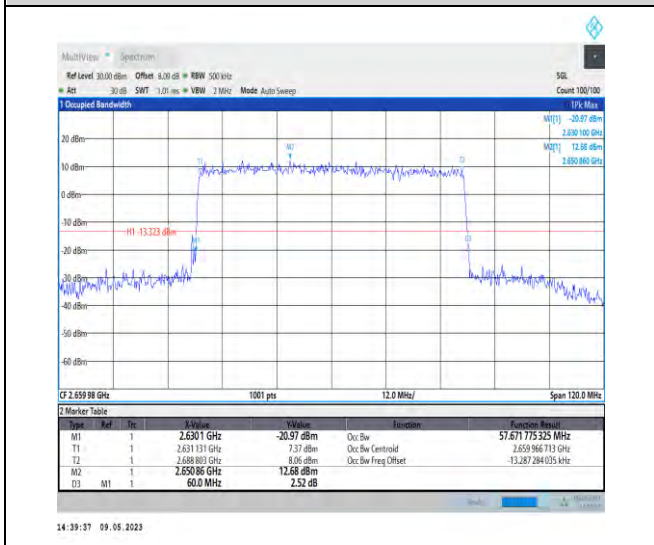 MultiView Spectrum
Ref Level 30.00 dBm Offset 8.09 dB RBW 500 kHz SGL
Att 30 dB SWT 1.01 ms VBW 2 MHz Mode Auto Sweep Count 100/100
1 Occupied Bandwidth 1Pk Max
M1[1] -20.97 dBm
2.630 100 GHz
M2[1] 12.68 dBm
2.650 860 GHz
20 dBm
M2
T1 T2
10 dBm
0 dBm
-10 dBm
H1 -13.323 dBm
M1 D3
-20 dBm
-30 dBm
-40 dBm
-50 dBm
-60 dBm
CF 2.659 98 GHz 1001 pts 12.0 MHz/ Span 120.0 MHz
2 Marker Table
Type Ref Trc X-Value Y-Value Function Function Result
M1 1 2.6301 GHz -20.97 dBm Occ Bw 57.671 775 325 MHz
T1 1 2.631 131 GHz 7.37 dBm Occ Bw Centroid 2.659 966 713 GHz
T2 1 2.688 803 GHz 8.06 dBm Occ Bw Freq Offset -13.287 284 035 kHz
M2 1 2.650 86 GHz 12.68 dBm
D3 M1 1 60.0 MHz 2.52 dB
14:39:37 09.05.2023